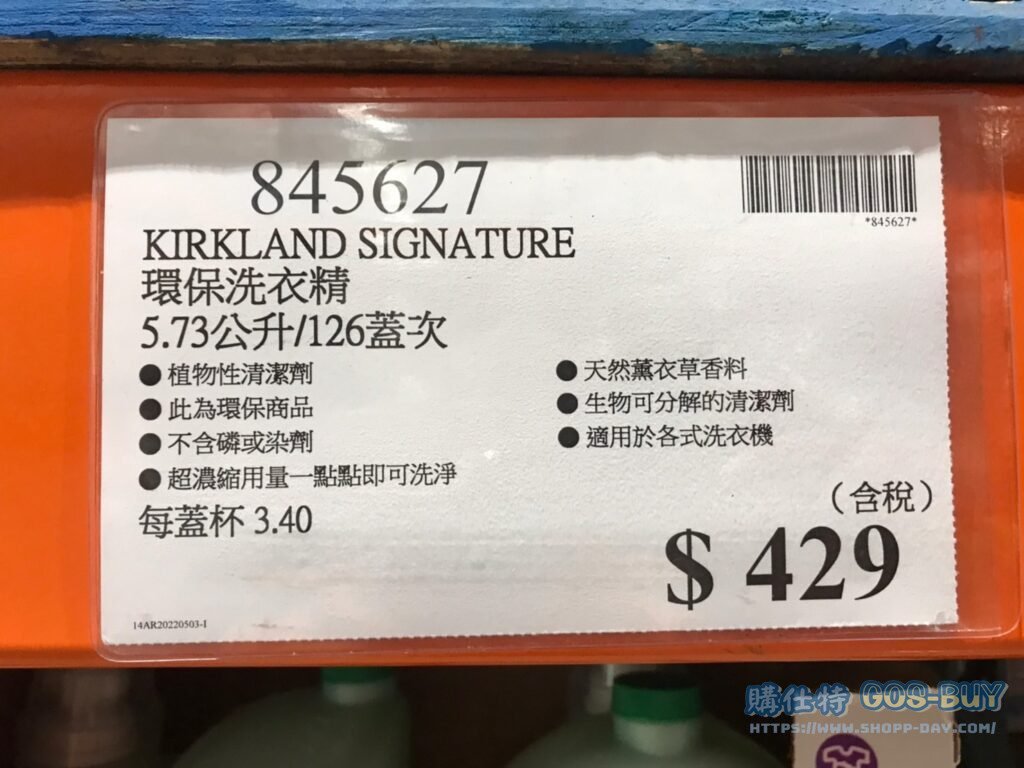 845627
*845627*
KIRKLAND SIGNATURE
環保洗衣精
5.73公升/126蓋次
● 植物性清潔劑
● 此為環保商品
● 不含磷或染劑
● 超濃縮用量一點點即可洗淨
● 天然薰衣草香料
● 生物可分解的清潔劑
● 適用於各式洗衣機
每蓋杯 3.40
（含稅）
$ 429
14AR20220503-I
購仕特 GOS-BUY
HTTPS://WWW.SHOPP-DAY.COM/